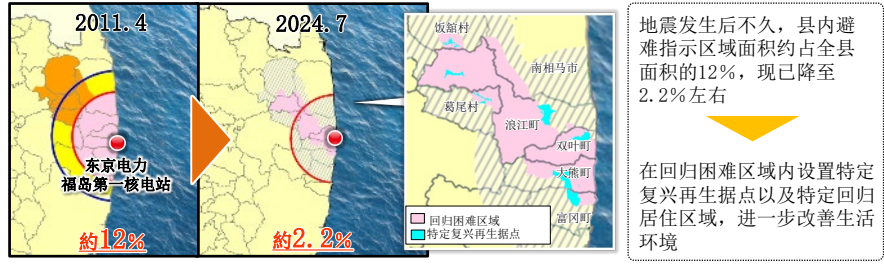 2011.4
东京电力
福岛第一核电站
約12%
2024.7
約2.2%
饭舘村
南相马市
葛尾村
浪江町
双叶町
大熊町
富冈町
回归困难区域
特定复兴再生据点
地震发生后不久，县内避
难指示区域面积约占全县
面积的12%，现已降至
2.2%左右
在回归困难区域内设置特定
复兴再生据点以及特定回归
居住区域，进一步改善生活
环境